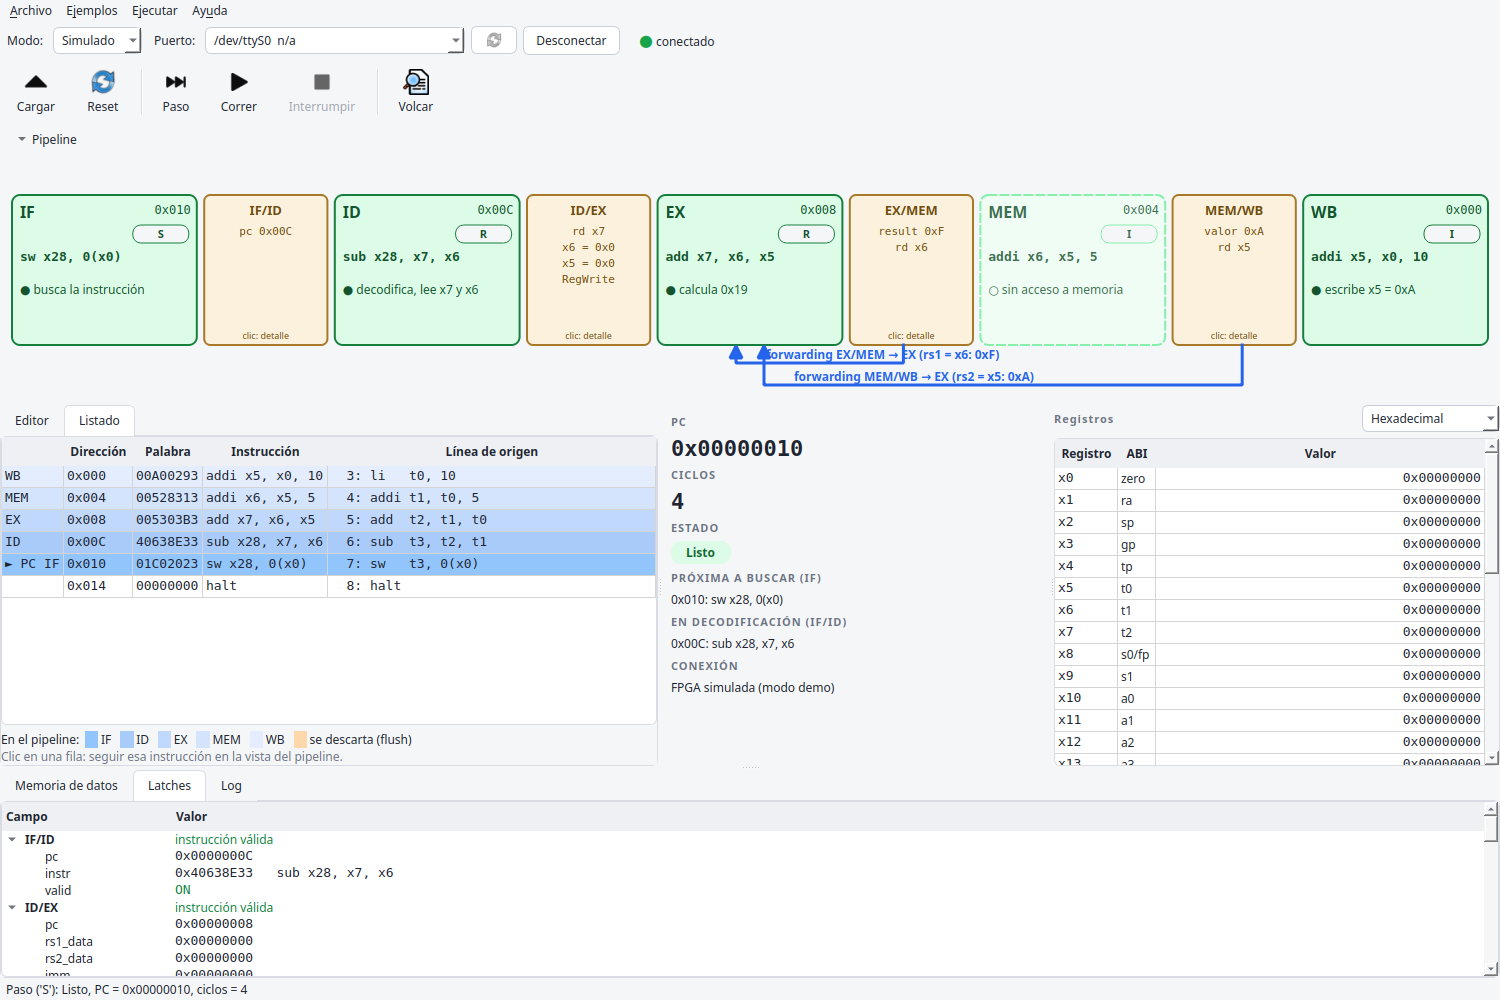 Archivo Ejemplos Ejecutar Ayuda
Modo: Simulado Puerto: /dev/ttyS0 n/a Desconectar conectado
Cargar Reset Paso Correr Interrumpir Volcar
Pipeline
IF 0x010
S
sw x28, 0(x0)
● busca la instrucción
IF/ID
pc 0x00C
clic: detalle
ID 0x00C
R
sub x28, x7, x6
● decodifica, lee x7 y x6
ID/EX
rd x7
x6 = 0x0
x5 = 0x0
RegWrite
clic: detalle
EX 0x008
R
add x7, x6, x5
● calcula 0x19
EX/MEM
result 0xF
rd x6
clic: detalle
MEM 0x004
I
addi x6, x5, 5
○ sin acceso a memoria
MEM/WB
valor 0xA
rd x5
clic: detalle
WB 0x000
I
addi x5, x0, 10
● escribe x5 = 0xA
forwarding EX/MEM → EX (rs1 = x6: 0xF)
forwarding MEM/WB → EX (rs2 = x5: 0xA)
Editor Listado
Dirección Palabra Instrucción Línea de origen
WB 0x000 00A00293 addi x5, x0, 10 3: li t0, 10
MEM 0x004 00528313 addi x6, x5, 5 4: addi t1, t0, 5
EX 0x008 005303B3 add x7, x6, x5 5: add t2, t1, t0
ID 0x00C 40638E33 sub x28, x7, x6 6: sub t3, t2, t1
► PC IF 0x010 01C02023 sw x28, 0(x0) 7: sw t3, 0(x0)
0x014 00000000 halt 8: halt
En el pipeline: IF ID EX MEM WB se descarta (flush)
Clic en una fila: seguir esa instrucción en la vista del pipeline.
PC
0x00000010
CICLOS
4
ESTADO
Listo
PRÓXIMA A BUSCAR (IF)
0x010: sw x28, 0(x0)
EN DECODIFICACIÓN (IF/ID)
0x00C: sub x28, x7, x6
CONEXIÓN
FPGA simulada (modo demo)
Registros Hexadecimal
Registro ABI Valor
x0 zero 0x00000000
x1 ra 0x00000000
x2 sp 0x00000000
x3 gp 0x00000000
x4 tp 0x00000000
x5 t0 0x00000000
x6 t1 0x00000000
x7 t2 0x00000000
x8 s0/fp 0x00000000
x9 s1 0x00000000
x10 a0 0x00000000
x11 a1 0x00000000
x12 a2 0x00000000
x13 a3 0x00000000
Memoria de datos Latches Log
Campo Valor
IF/ID instrucción válida
pc 0x0000000C
instr 0x40638E33 sub x28, x7, x6
valid ON
ID/EX instrucción válida
pc 0x00000008
rs1_data 0x00000000
rs2_data 0x00000000
imm 0x00000000
Paso ('S'): Listo, PC = 0x00000010, ciclos = 4